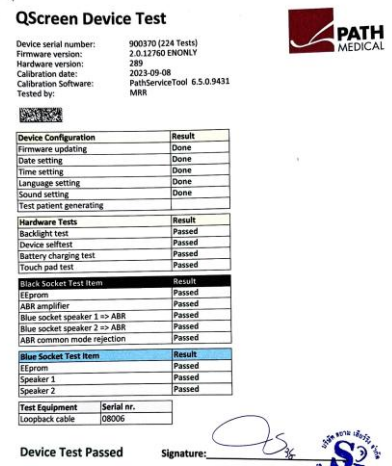 QScreen Device Test
PATH
MEDICAL
Device serial number: 900370 (224 Tests)
Firmware version: 2.0.12760 ENONLY
Hardware version: 289
Calibration date: 2023-09-08
Calibration Software: PathServiceTool 6.5.0.9431
Tested by: MRR
Device Configuration Result
Firmware updating Done
Date setting Done
Time setting Done
Language setting Done
Sound setting Done
Test patient generating
Hardware Tests Result
Backlight test Passed
Device selftest Passed
Battery charging test Passed
Touch pad test Passed
Black Socket Test Item Result
EEprom Passed
ABR amplifier Passed
Blue socket speaker 1 => ABR Passed
Blue socket speaker 2 => ABR Passed
ABR common mode rejection Passed
Blue Socket Test Item Result
EEprom Passed
Speaker 1 Passed
Speaker 2 Passed
Test Equipment Serial nr.
Loopback cable 08006
Device Test Passed Signature: